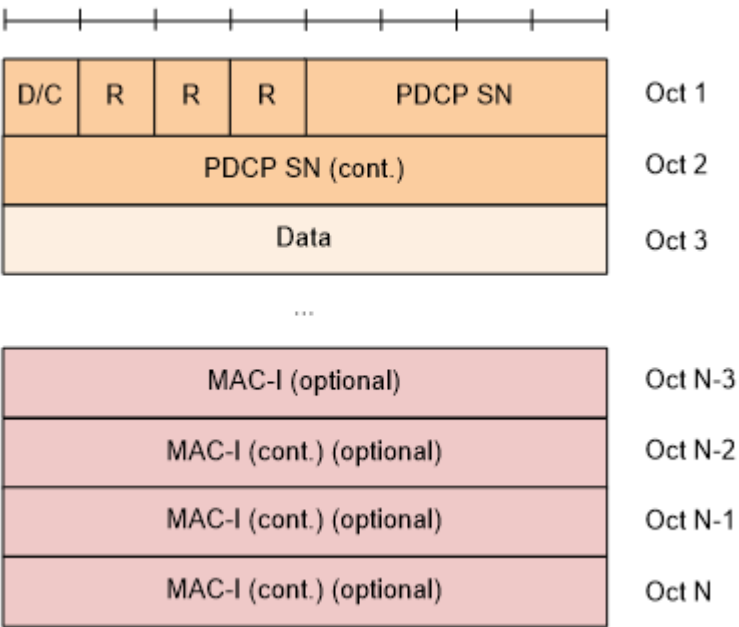 D/C R R R PDCP SN Oct 1
PDCP SN (cont.) Oct 2
Data Oct 3
...
MAC-I (optional) Oct N-3
MAC-I (cont.) (optional) Oct N-2
MAC-I (cont.) (optional) Oct N-1
MAC-I (cont.) (optional) Oct N